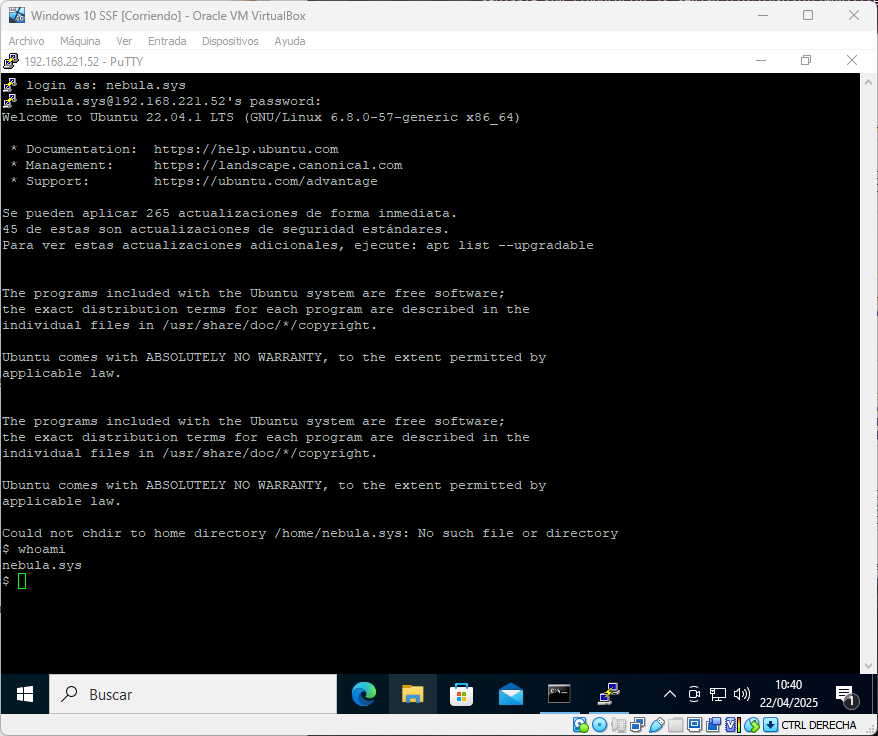 Windows 10 SSF [Corriendo] - Oracle VM VirtualBox
Archivo Máquina Ver Entrada Dispositivos Ayuda
192.168.221.52 - PuTTY
login as: nebula.sys
nebula.sys@192.168.221.52's password:
Welcome to Ubuntu 22.04.1 LTS (GNU/Linux 6.8.0-57-generic x86_64)
* Documentation: https://help.ubuntu.com
* Management: https://landscape.canonical.com
* Support: https://ubuntu.com/advantage
Se pueden aplicar 265 actualizaciones de forma inmediata.
45 de estas son actualizaciones de seguridad estándares.
Para ver estas actualizaciones adicionales, ejecute: apt list --upgradable
The programs included with the Ubuntu system are free software;
the exact distribution terms for each program are described in the
individual files in /usr/share/doc/*/copyright.
Ubuntu comes with ABSOLUTELY NO WARRANTY, to the extent permitted by
applicable law.
The programs included with the Ubuntu system are free software;
the exact distribution terms for each program are described in the
individual files in /usr/share/doc/*/copyright.
Ubuntu comes with ABSOLUTELY NO WARRANTY, to the extent permitted by
applicable law.
Could not chdir to home directory /home/nebula.sys: No such file or directory
$ whoami
nebula.sys
$
Buscar
10:40
22/04/2025
1
CTRL DERECHA